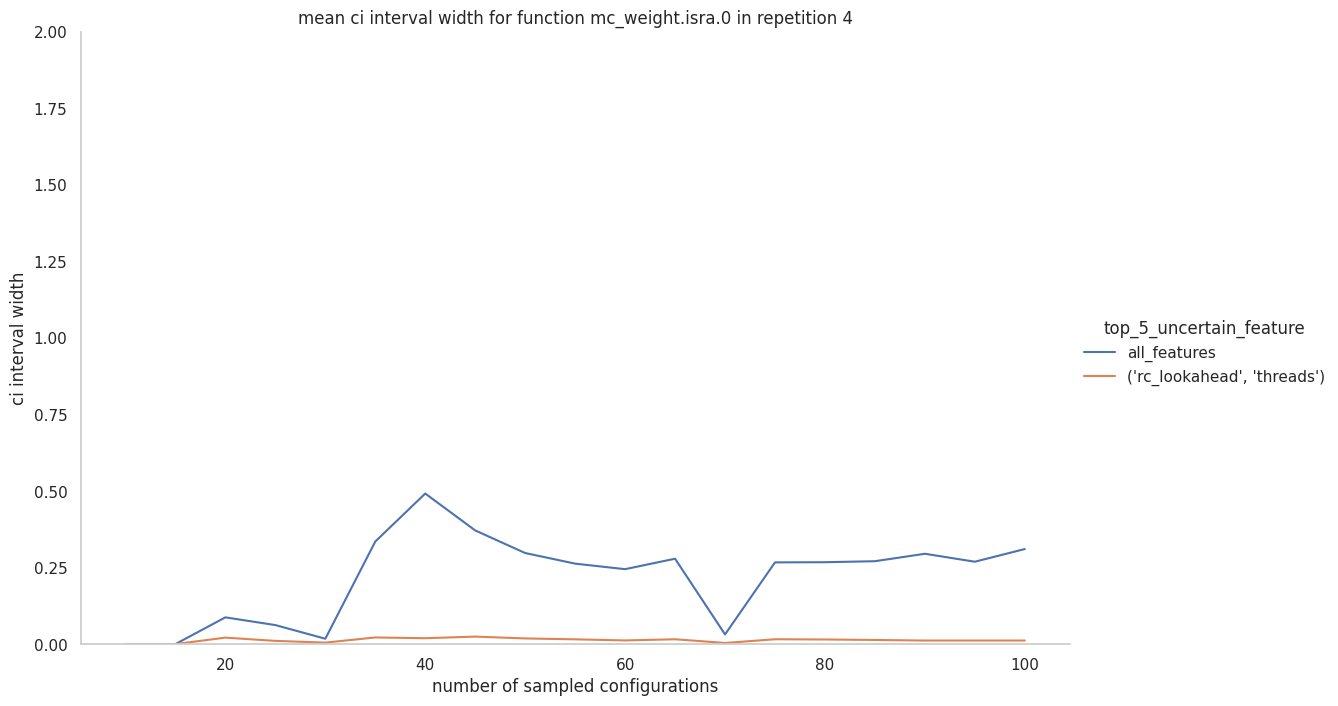 mean ci interval width for function mc_weight.isra.0 in repetition 4
2.00
1.75
1.50
1.25
1.00
0.75
0.50
0.25
0.00
ci interval width
20
40
60
80
100
number of sampled configurations
top_5_uncertain_feature
all_features
('rc_lookahead', 'threads')